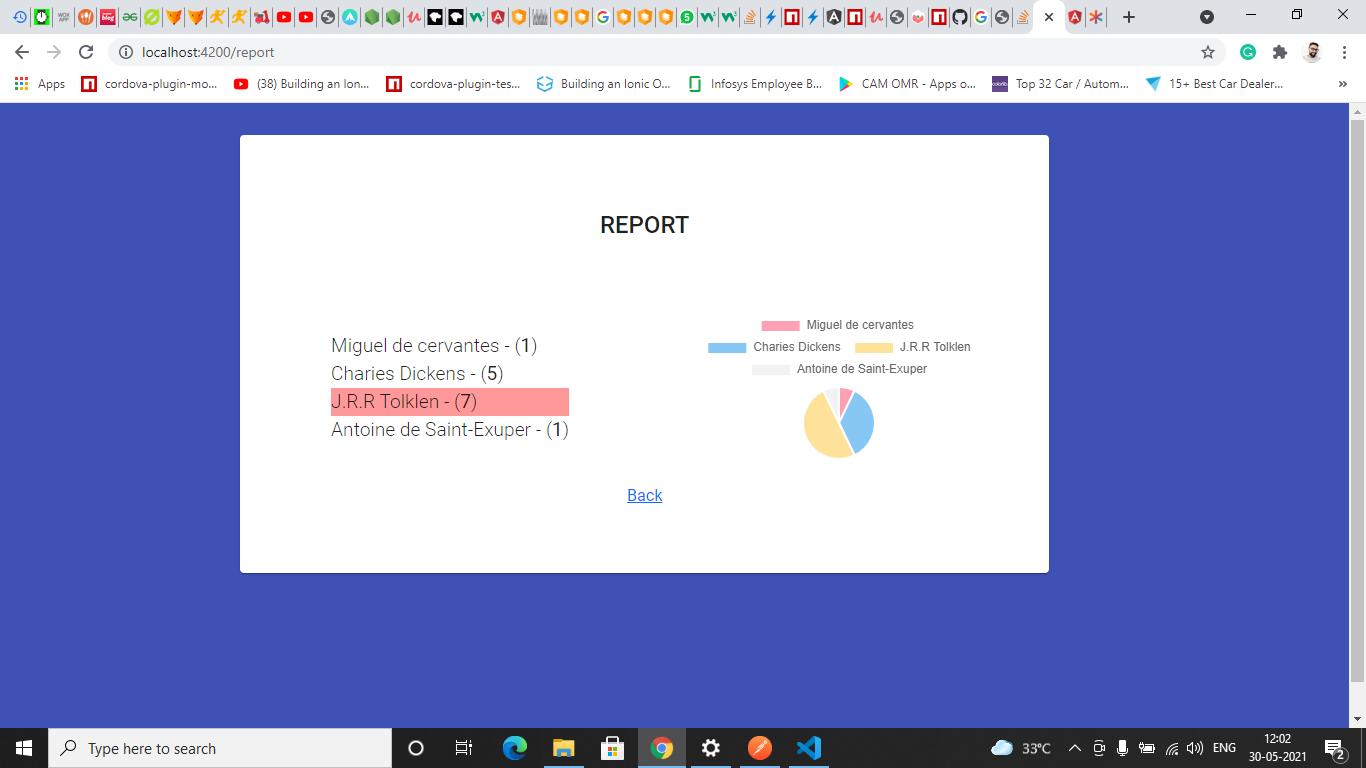 localhost:4200/report
Apps
cordova-plugin-mo...
(38) Building an Ion...
cordova-plugin-tes...
Building an Ionic O...
Infosys Employee B...
CAM OMR - Apps o...
Top 32 Car / Autom...
15+ Best Car Dealer...
»
REPORT
Miguel de cervantes - (1)
Charies Dickens - (5)
J.R.R Tolklen - (7)
Antoine de Saint-Exuper - (1)
Miguel de cervantes
Charies Dickens
J.R.R Tolklen
Antoine de Saint-Exuper
Back
Type here to search
33°C
ENG
12:02
30-05-2021
2